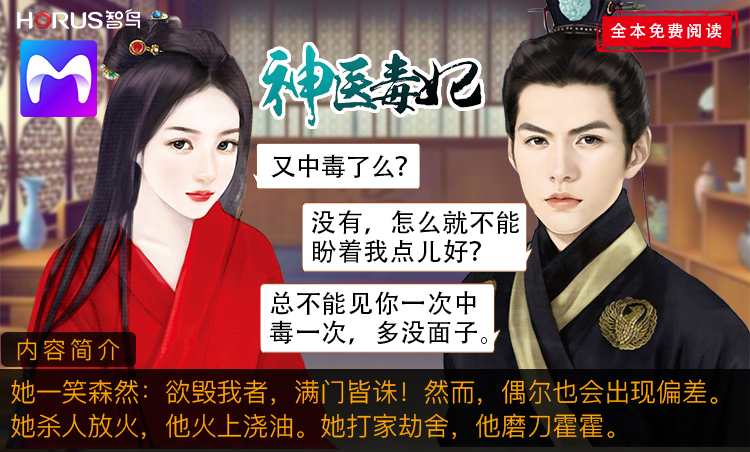 HORUS智鸟
全本免费阅读
神医毒妃
又中毒了么？
没有，怎么就不能
盼着我点儿好？
总不能见你一次中
毒一次，多没面子。
内容简介
她一笑森然：欲毁我者，满门皆诛！然而，偶尔也会出现偏差。
她杀人放火，他火上浇油。她打家劫舍，他磨刀霍霍。